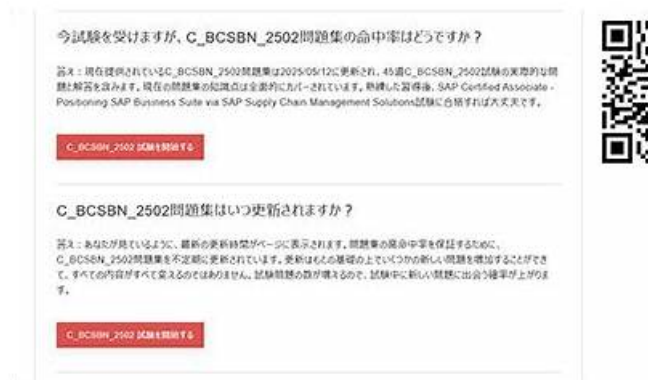 今試験を受けますが、C_BCSBN_2502問題集の命中率はどうですか？
答え：現在提供されているC_BCSBN_2502問題集は2025/05/12に更新され、45道C_BCSBN_2502試験の実際的な問
題と解答を含みます。現在の問題集の知識点は全面的にカバーされています。熟練した習得後、SAP Certified Associate -
Positioning SAP Business Suite via SAP Supply Chain Management Solutions試験に合格すれば大丈夫です。
C_BCSBN_2502 試験を開始する
C_BCSBN_2502問題集はいつ更新されますか？
答え：あなたが見ているように、最新の更新時間がページに表示されます。問題集の高命中率を保証するために、
C_BCSBN_2502問題集を不定期に更新されています。更新はもとの基礎の上でいくつかの新しい問題を増加することができ
て、すべての内容がすべて変えるのではありません。試験問題の数が増えるので、試験中に新しい問題に出会う確率が上がりま
す。
C_BCSBN_2502 試験を開始する